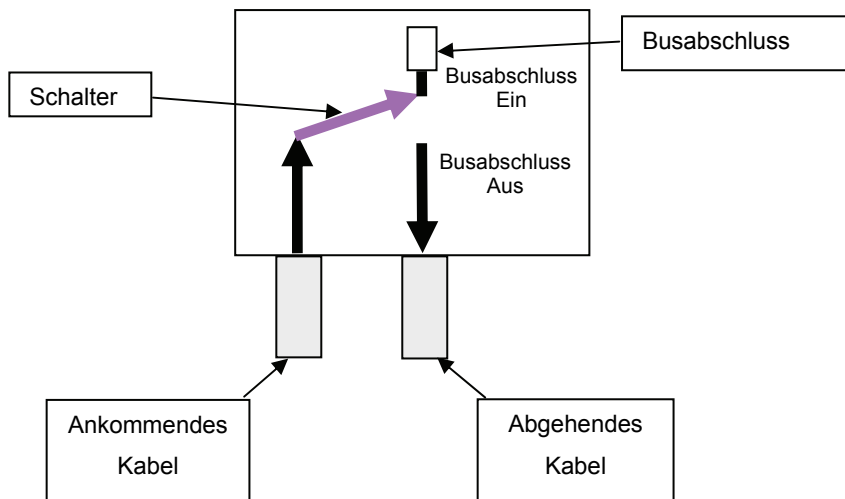 Busabschluss
Schalter
Busabschluss
Ein
Busabschluss
Aus
Ankommendes
Kabel
Abgehendes
Kabel